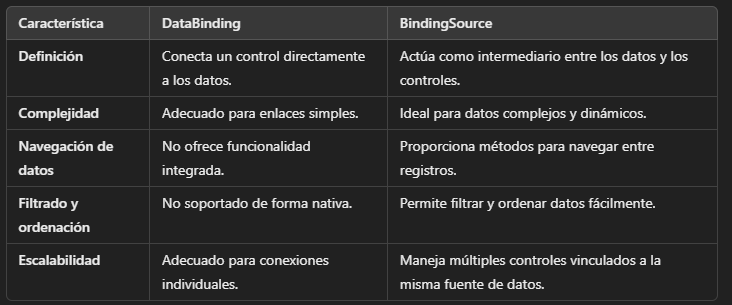 Característica DataBinding BindingSource
Definición Conecta un control directamente Actúa como intermediario entre los datos y los
a los datos. controles.
Complejidad Adecuado para enlaces simples. Ideal para datos complejos y dinámicos.
Navegación de No ofrece funcionalidad Proporciona métodos para navegar entre
datos integrada. registros.
Filtrado y No soportado de forma nativa. Permite filtrar y ordenar datos fácilmente.
ordenación
Escalabilidad Adecuado para conexiones Maneja múltiples controles vinculados a la
individuales. misma fuente de datos.